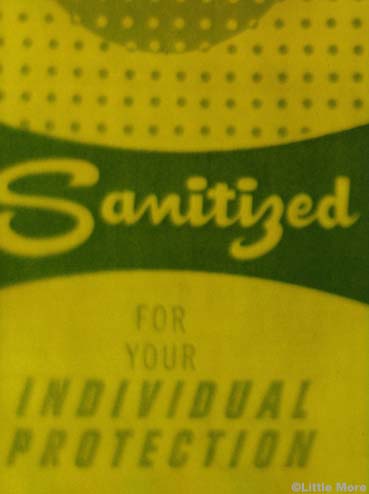 Sanitized
FOR
YOUR
INDIVIDUAL
PROTECTION
©Little More